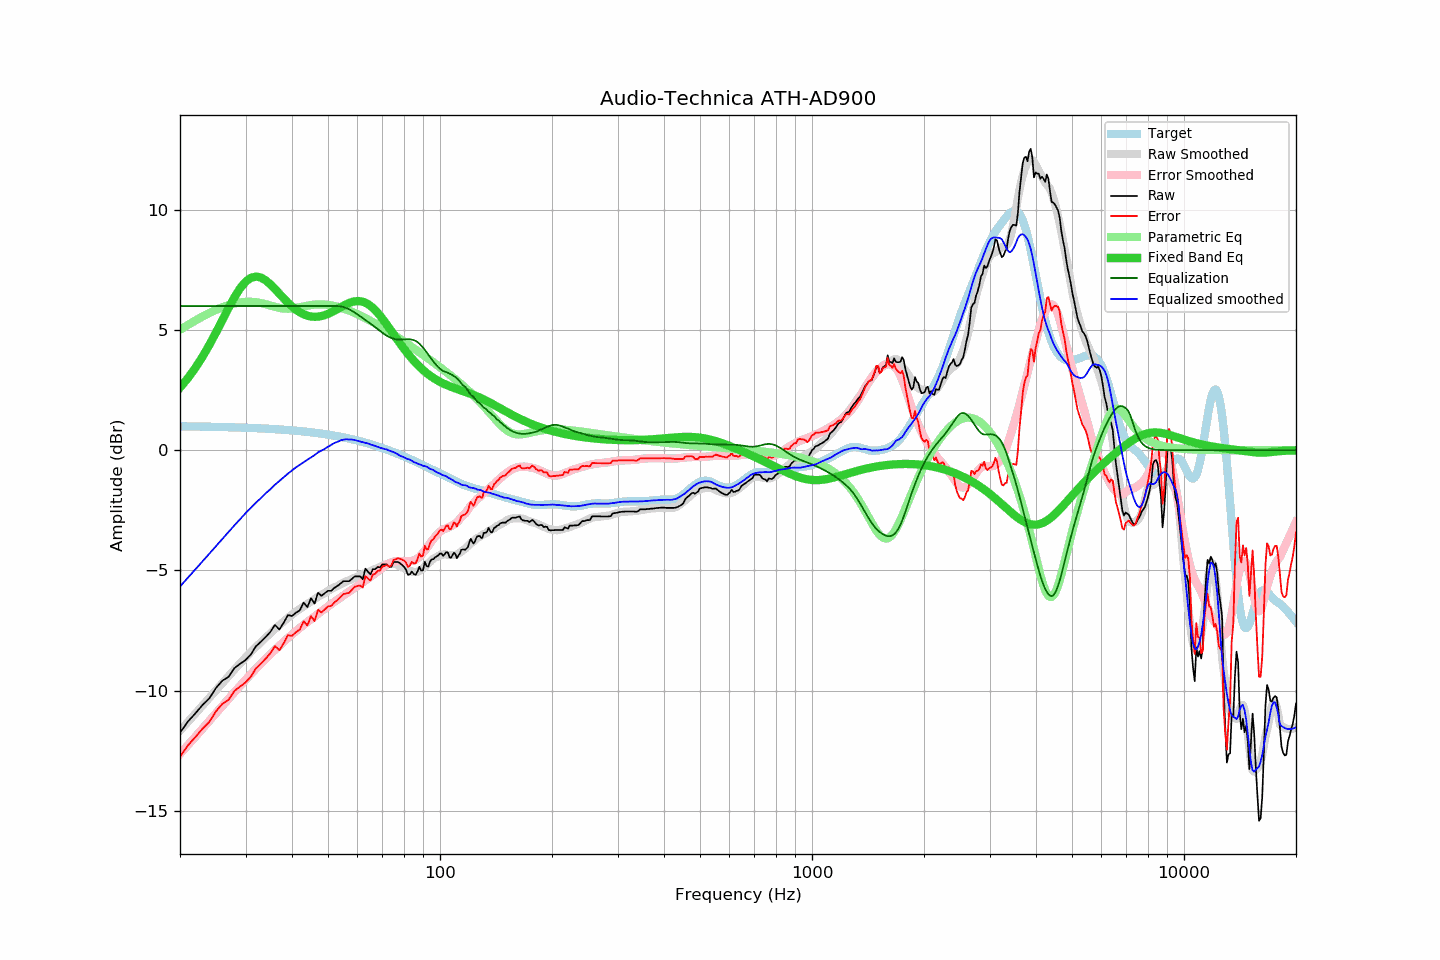 Audio-Technica ATH-AD900
Target
Raw Smoothed
Error Smoothed
Raw
Error
Parametric Eq
Fixed Band Eq
Equalization
Equalized smoothed
Amplitude (dBr)
10
5
0
−5
−10
−15
100
1000
10000
Frequency (Hz)